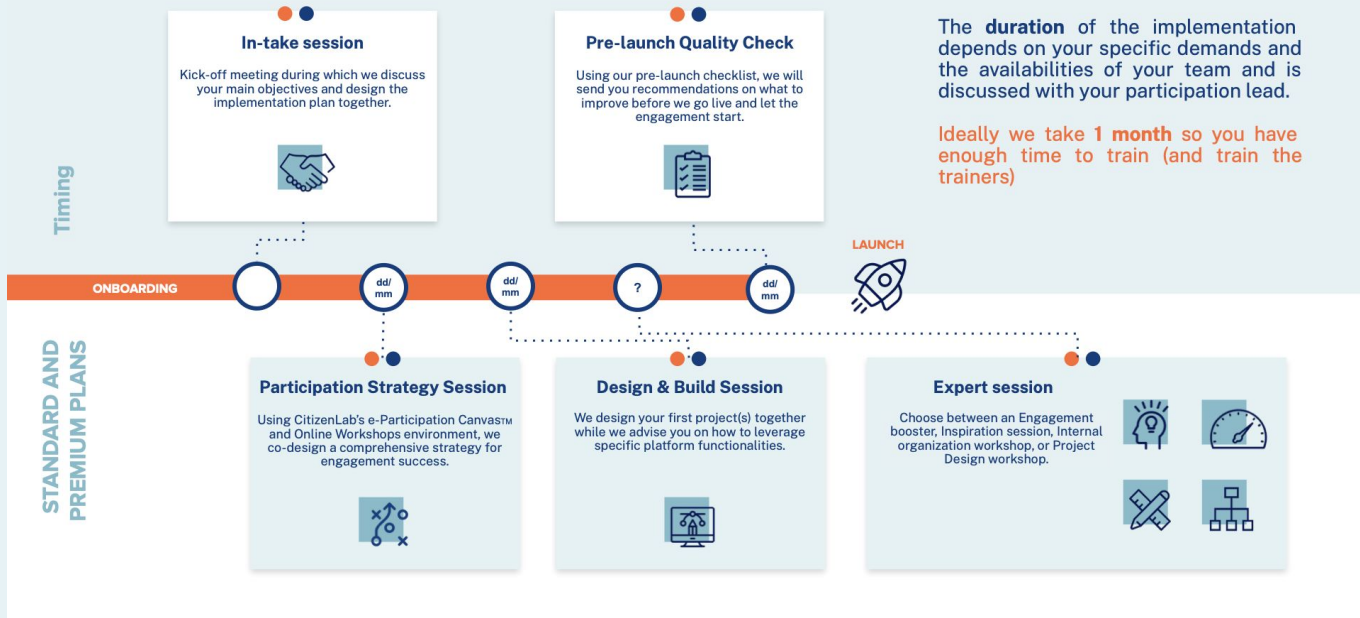 In-take session
Kick-off meeting during which we discuss
your main objectives and design the
implementation plan together.
Pre-launch Quality Check
Using our pre-launch checklist, we will
send you recommendations on what to
improve before we go live and let the
engagement start.
The duration of the implementation
depends on your specific demands and
the availabilities of your team and is
discussed with your participation lead.
Ideally we take 1 month so you have
enough time to train (and train the
trainers)
Timing
LAUNCH
ONBOARDING
dd/
mm
dd/
mm
?
dd/
mm
STANDARD AND
PREMIUM PLANS
Participation Strategy Session
Using CitizenLab's e-Participation Canvas™
and Online Workshops environment, we
co-design a comprehensive strategy for
engagement success.
Design & Build Session
We design your first project(s) together
while we advise you on how to leverage
specific platform functionalities.
Expert session
Choose between an Engagement
booster, Inspiration session, Internal
organization workshop, or Project
Design workshop.